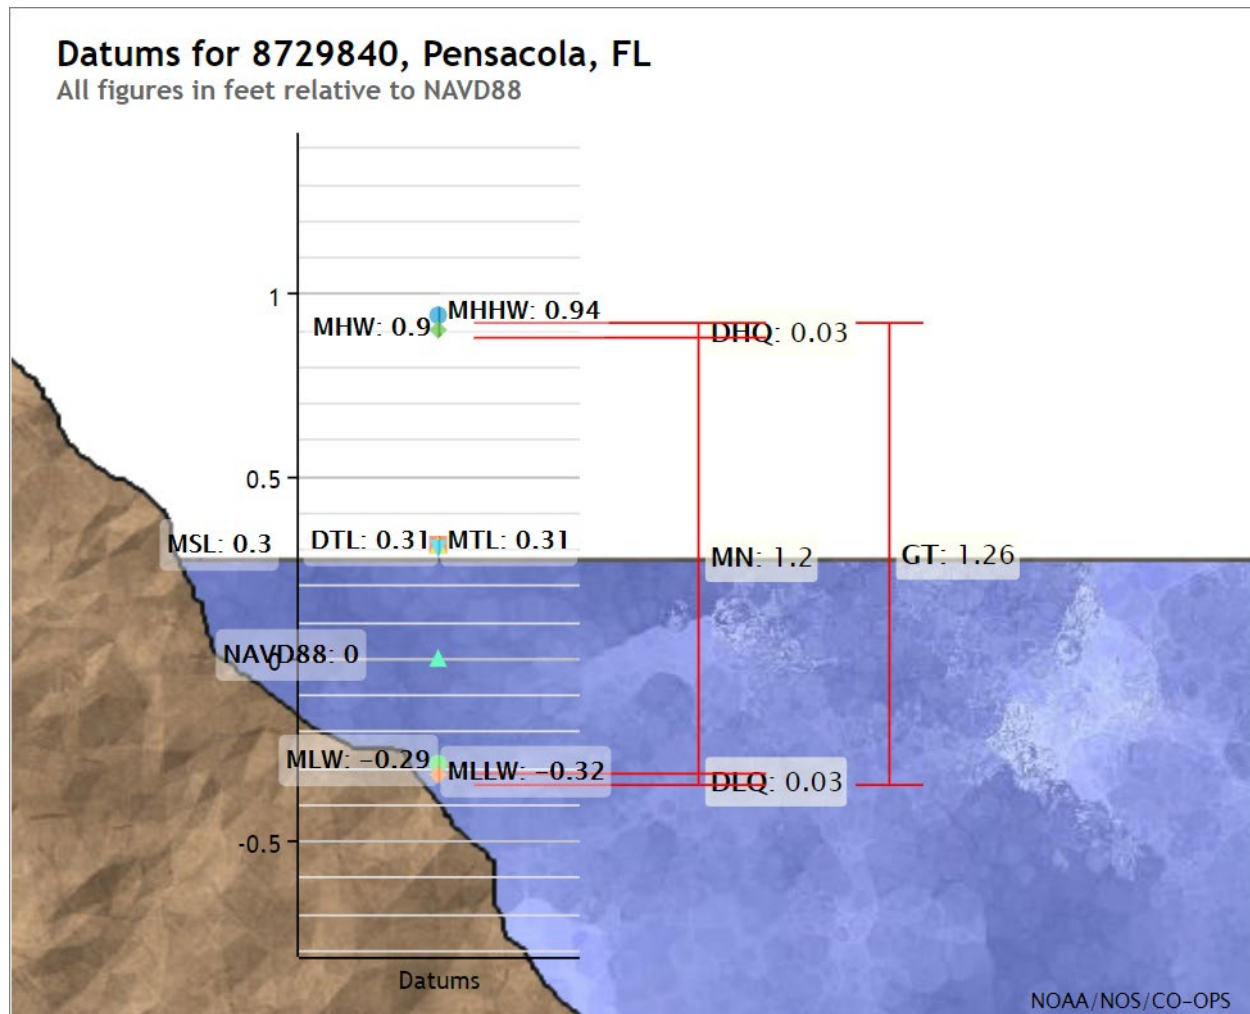 Datums for 8729840, Pensacola, FL
All figures in feet relative to NAVD88
1
MHHW: 0.94
MHW: 0.9
DHQ: 0.03
0.5
MSL: 0.3
DTL: 0.31
MTL: 0.31
MN: 1.2
GT: 1.26
NAVD88: 0
0
MLW: −0.29
MLLW: −0.32
DLQ: 0.03
-0.5
Datums
NOAA/NOS/CO−OPS